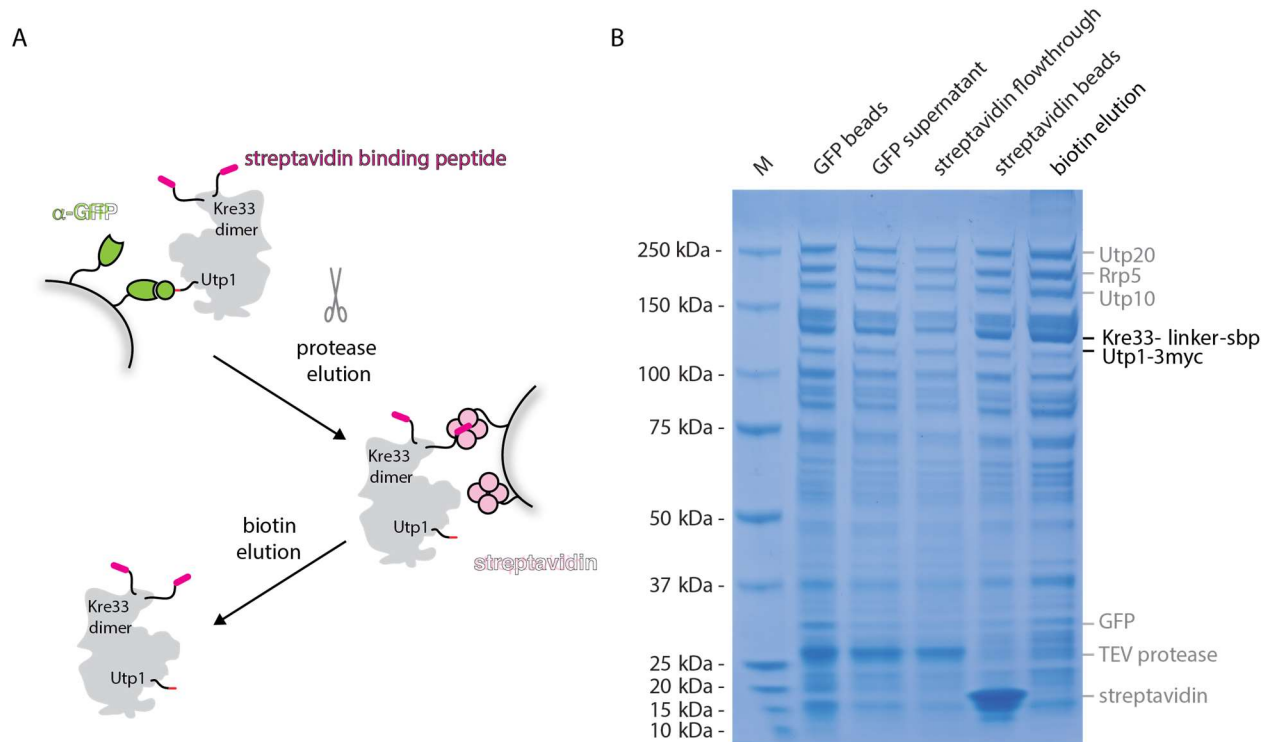 A
streptavidin binding peptide
α-GFP
Kre33
dimer
Utp1
protease
elution
Kre33
dimer
Utp1
streptavidin
biotin
elution
Kre33
dimer
Utp1
B
M
GFP beads
GFP supernatant
streptavidin flowthrough
streptavidin beads
biotin elution
250 kDa -
150 kDa -
100 kDa -
75 kDa -
50 kDa -
37 kDa -
25 kDa -
20 kDa -
15 kDa -
10 kDa -
Utp20
Rrp5
Utp10
Kre33- linker-sbp
Utp1-3myc
GFP
TEV protease
streptavidin